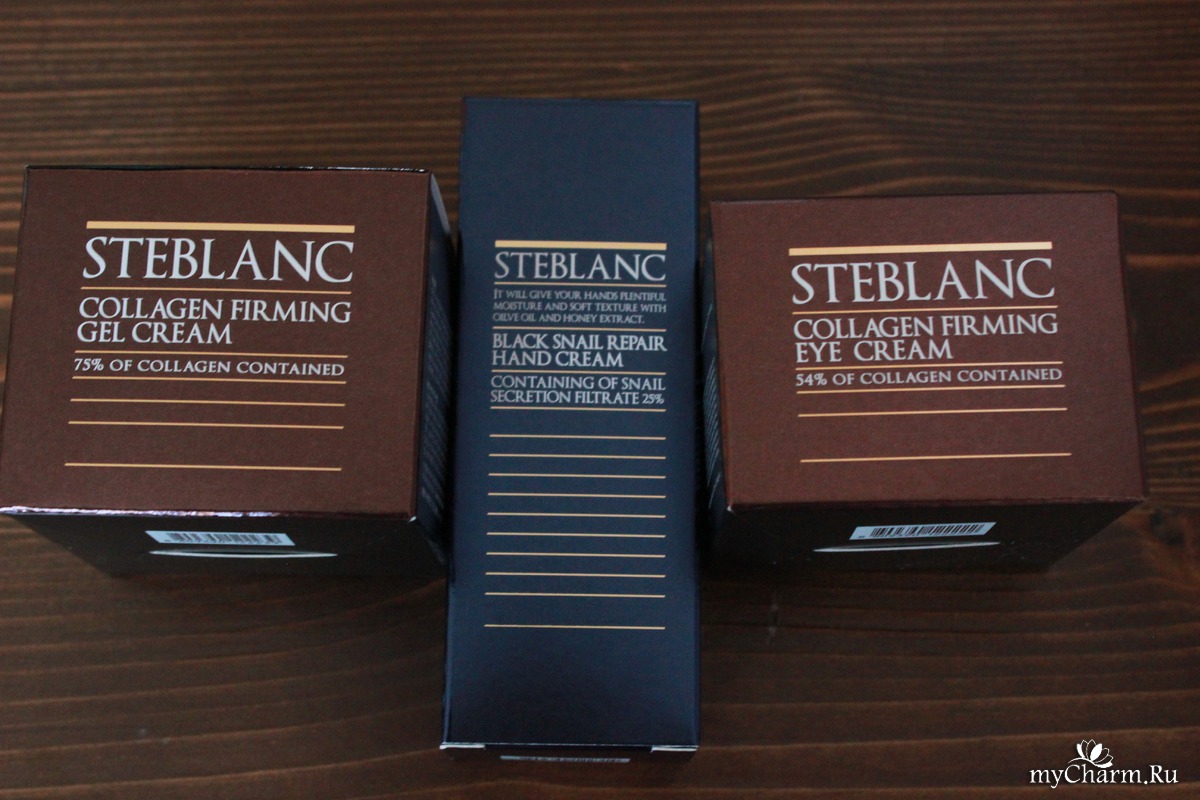 STEBLANC
COLLAGEN FIRMING
GEL CREAM
75% OF COLLAGEN CONTAINED
STEBLANC
IT WILL GIVE YOUR HANDS PLENTIFUL
MOISTURE AND SOFT TEXTURE WITH
OILVE OIL AND HONEY EXTRACT.
BLACK SNAIL REPAIR
HAND CREAM
CONTAINING OF SNAIL
SECRETION FILTRATE 25%
STEBLANC
COLLAGEN FIRMING
EYE CREAM
54% OF COLLAGEN CONTAINED
myCharm.Ru